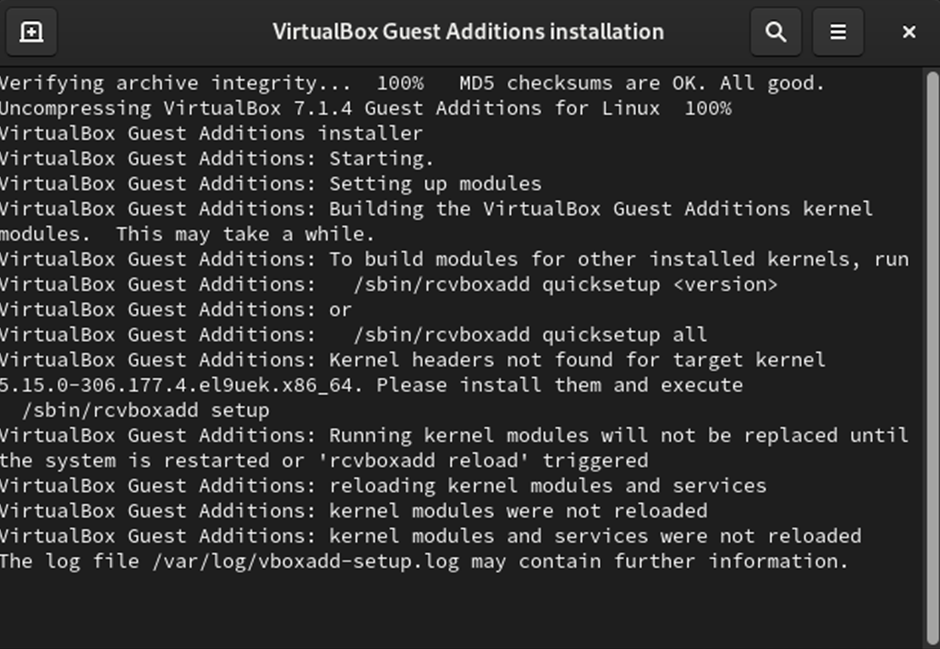 VirtualBox Guest Additions installation
Verifying archive integrity...  100%   MD5 checksums are OK. All good.
Uncompressing VirtualBox 7.1.4 Guest Additions for Linux  100%
VirtualBox Guest Additions installer
VirtualBox Guest Additions: Starting.
VirtualBox Guest Additions: Setting up modules
VirtualBox Guest Additions: Building the VirtualBox Guest Additions kernel
modules.  This may take a while.
VirtualBox Guest Additions: To build modules for other installed kernels, run
VirtualBox Guest Additions:   /sbin/rcvboxadd quicksetup <version>
VirtualBox Guest Additions: or
VirtualBox Guest Additions:   /sbin/rcvboxadd quicksetup all
VirtualBox Guest Additions: Kernel headers not found for target kernel
5.15.0-306.177.4.el9uek.x86_64. Please install them and execute
  /sbin/rcvboxadd setup
VirtualBox Guest Additions: Running kernel modules will not be replaced until
the system is restarted or 'rcvboxadd reload' triggered
VirtualBox Guest Additions: reloading kernel modules and services
VirtualBox Guest Additions: kernel modules were not reloaded
VirtualBox Guest Additions: kernel modules and services were not reloaded
The log file /var/log/vboxadd-setup.log may contain further information.